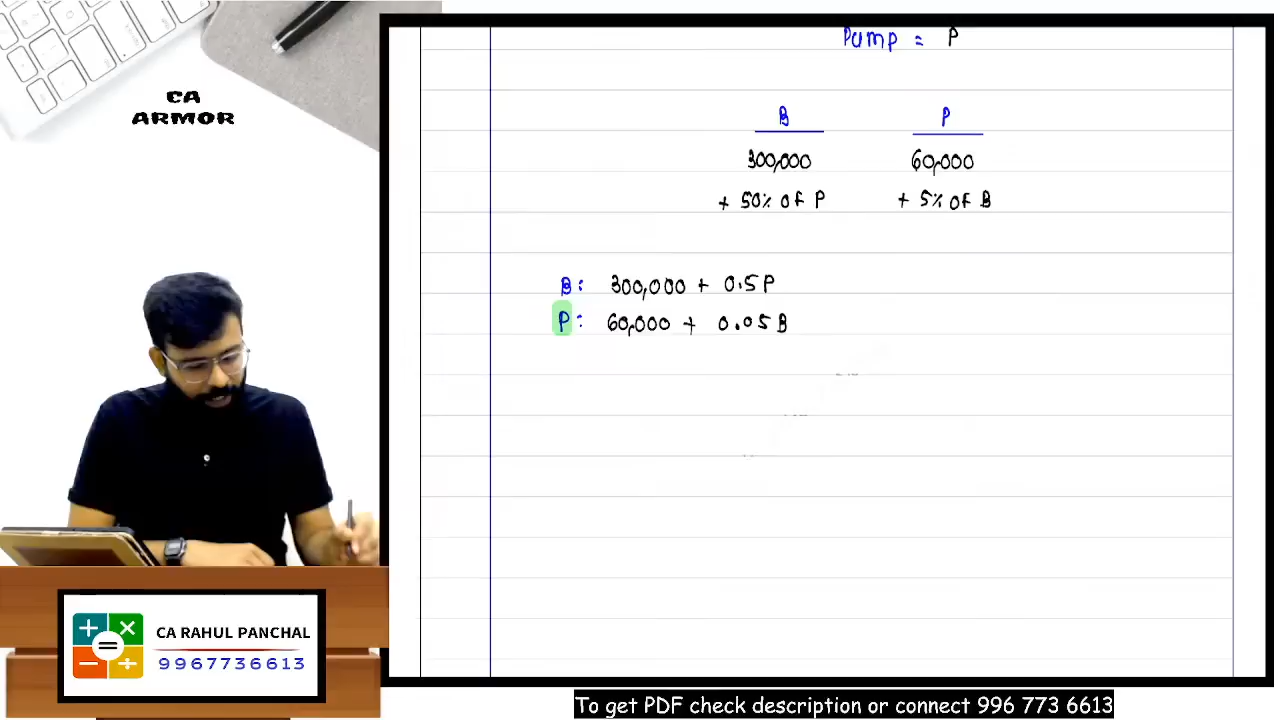 Pump = P
CA
ARMOR
B P
300,000 60,000
+ 50% of P + 5% of B
B: 300,000 + 0.5P
P: 60,000 + 0.05B
+ × = − ÷
CA RAHUL PANCHAL
9967736613
To get PDF check description or connect 996 773 6613